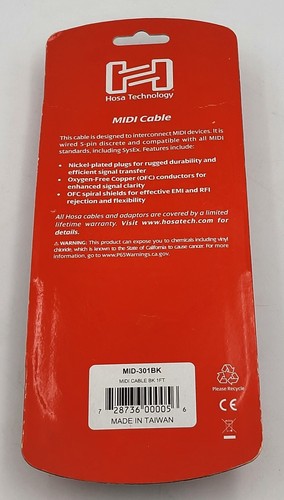 Hosa Technology
MIDI Cable
This cable is designed to interconnect MIDI devices. It is
wired 5-pin discrete and compatible with all MIDI
standards, including SysEx. Features include:
• Nickel-plated plugs for rugged durability and
efficient signal transfer
• Oxygen-Free Copper (OFC) conductors for
enhanced signal clarity
• OFC spiral shields for effective EMI and RFI
rejection and flexibility
All Hosa cables and adaptors are covered by a limited
lifetime warranty. Visit www.hosatech.com for
details.
⚠ WARNING: This product can expose you to chemicals including vinyl
chloride, which is known to the State of California to cause cancer. For more
information, go to www.P65Warnings.ca.gov.
MID-301BK
MIDI CABLE BK 1FT
7 28736 00005 6
MADE IN TAIWAN
Please Recycle
CE